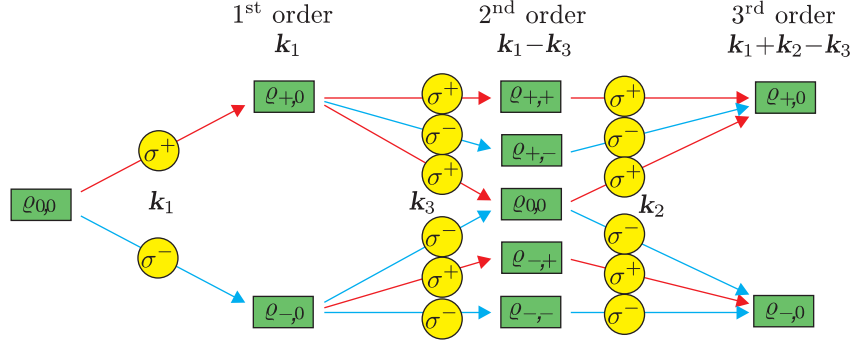 1st order 2nd order 3rd order
k1 k1−k3 k1+k2−k3
ϱ+,0 σ+ ϱ+,+ σ+ ϱ+,0
σ+ σ− ϱ+,− σ−
σ+ σ+
ϱ0,0 k1 k3 ϱ0,0 k2
σ− σ− σ−
σ+ ϱ−,+ σ+
ϱ−,0 σ− ϱ−,− σ− ϱ−,0